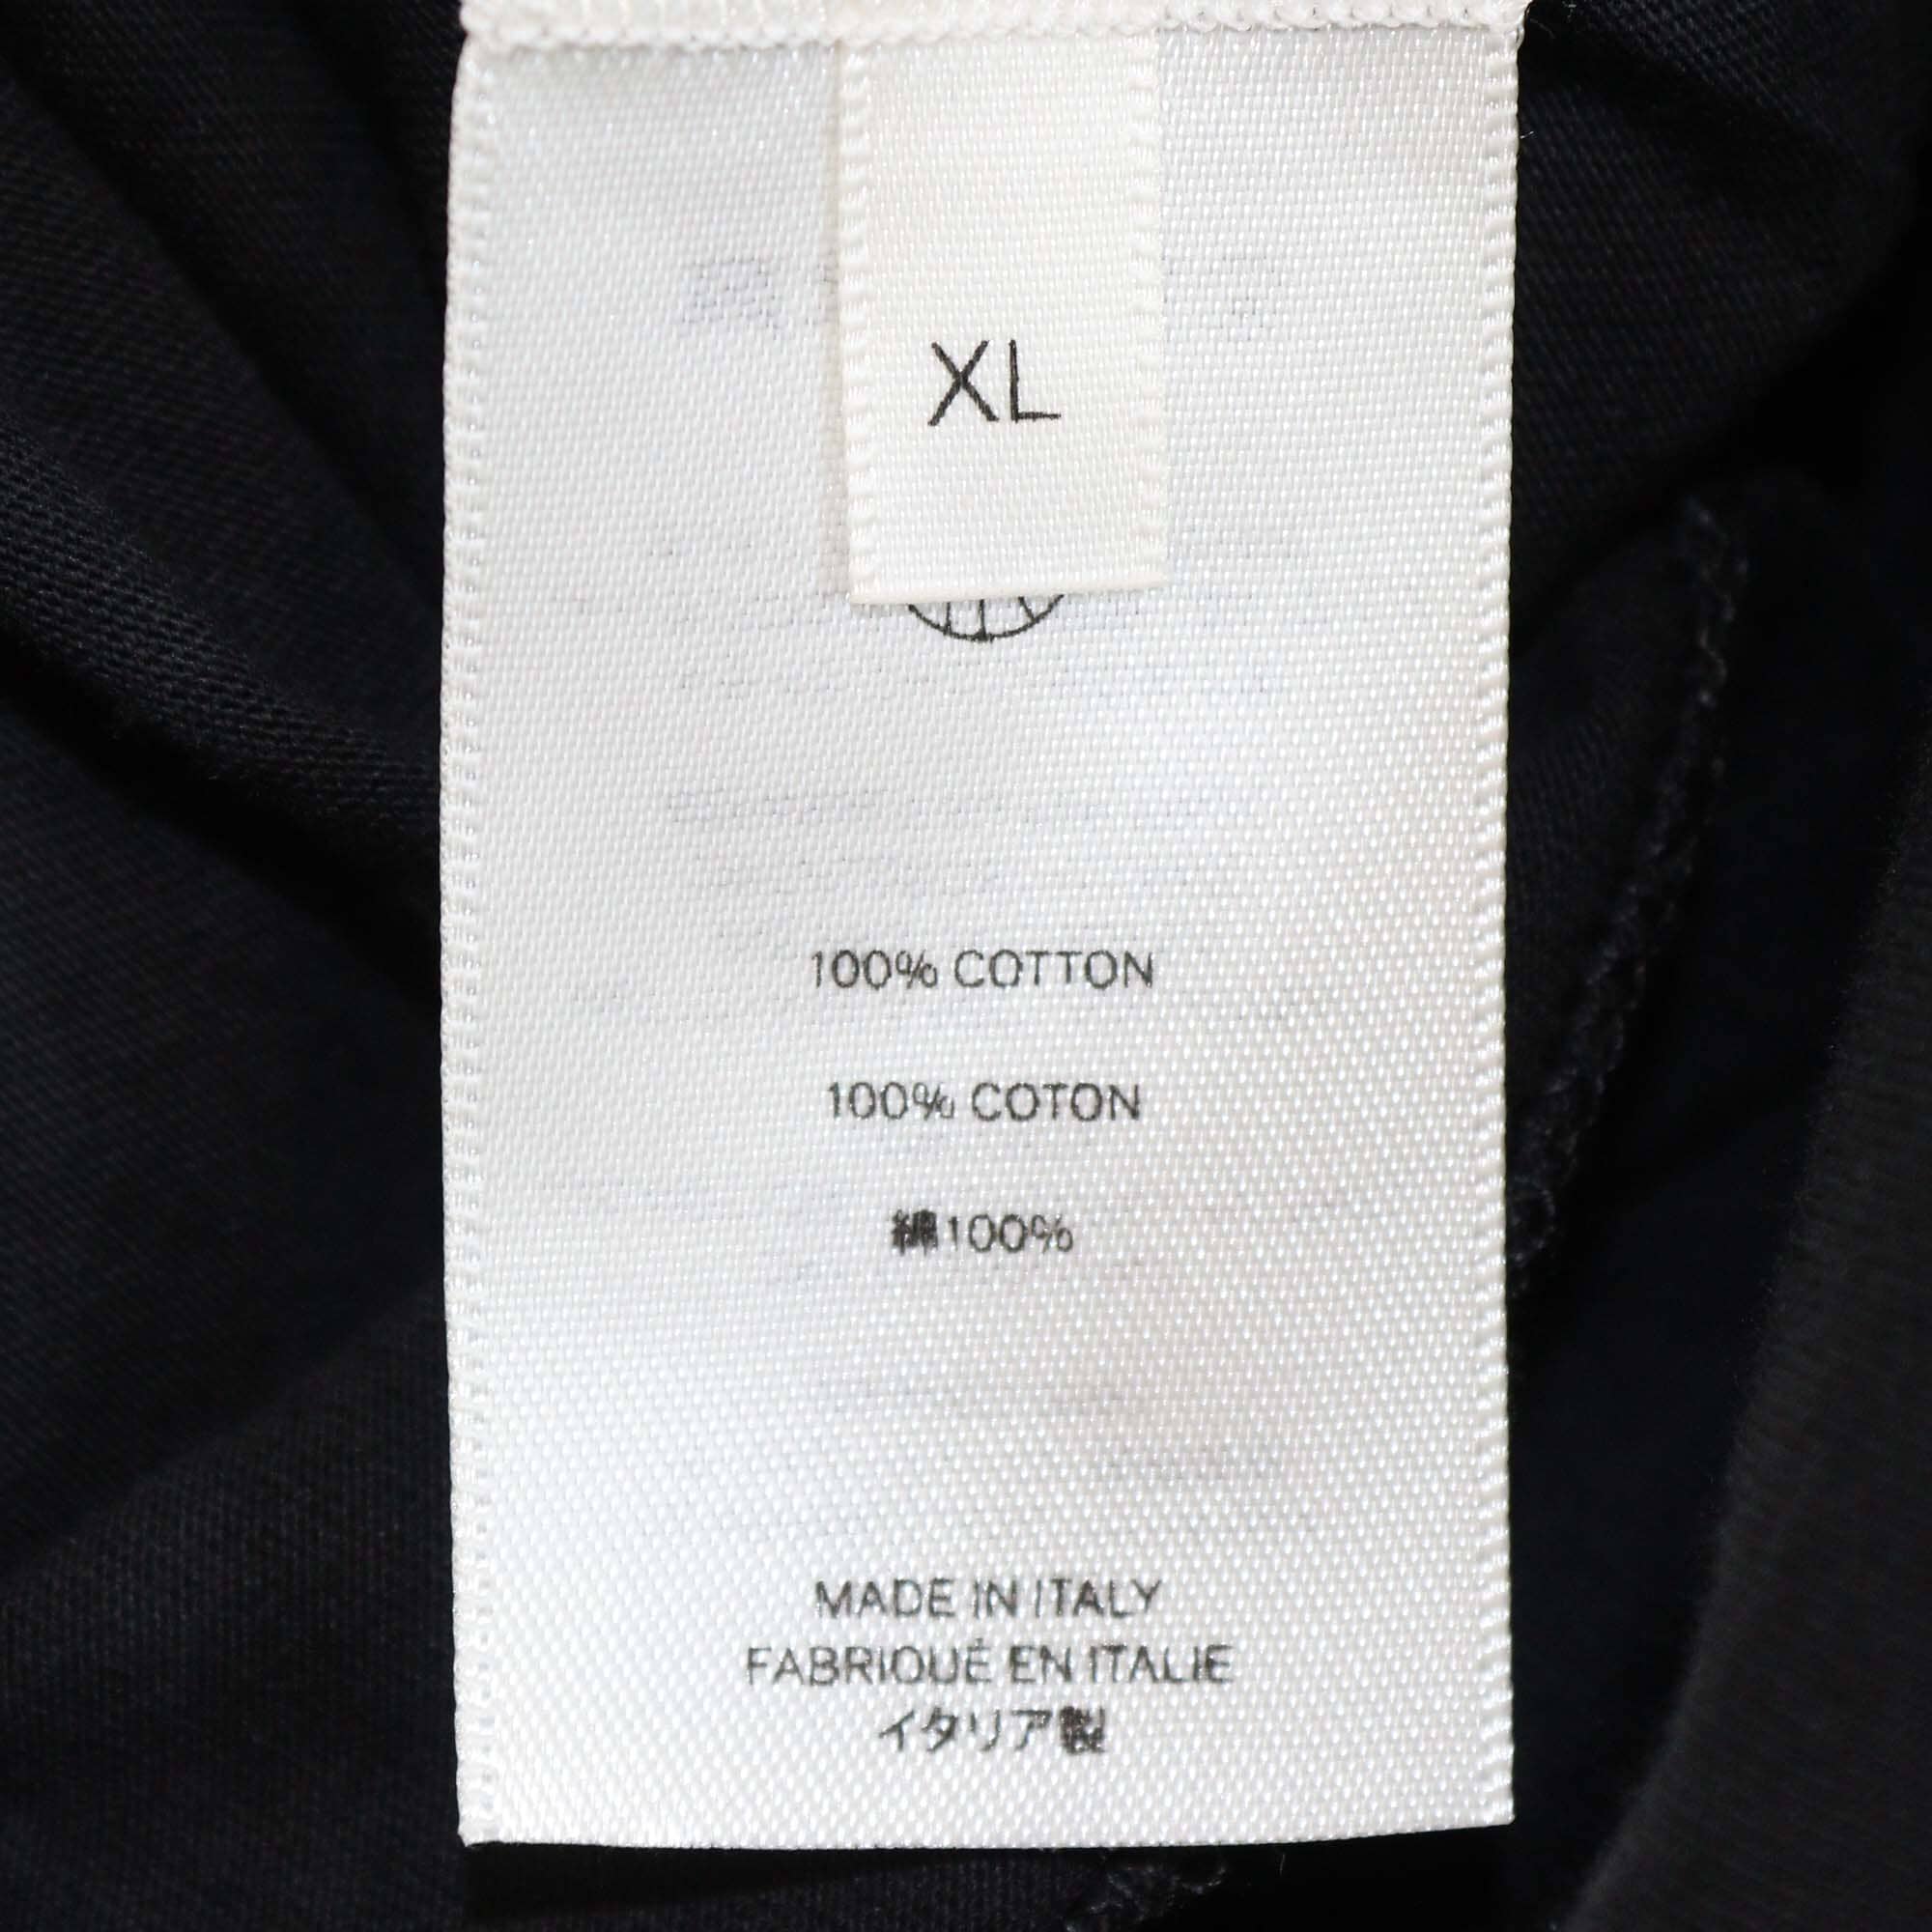 XL
100% COTTON
100% COTON
綿100%
MADE IN ITALY
FABRIQUÉ EN ITALIE
イタリア製